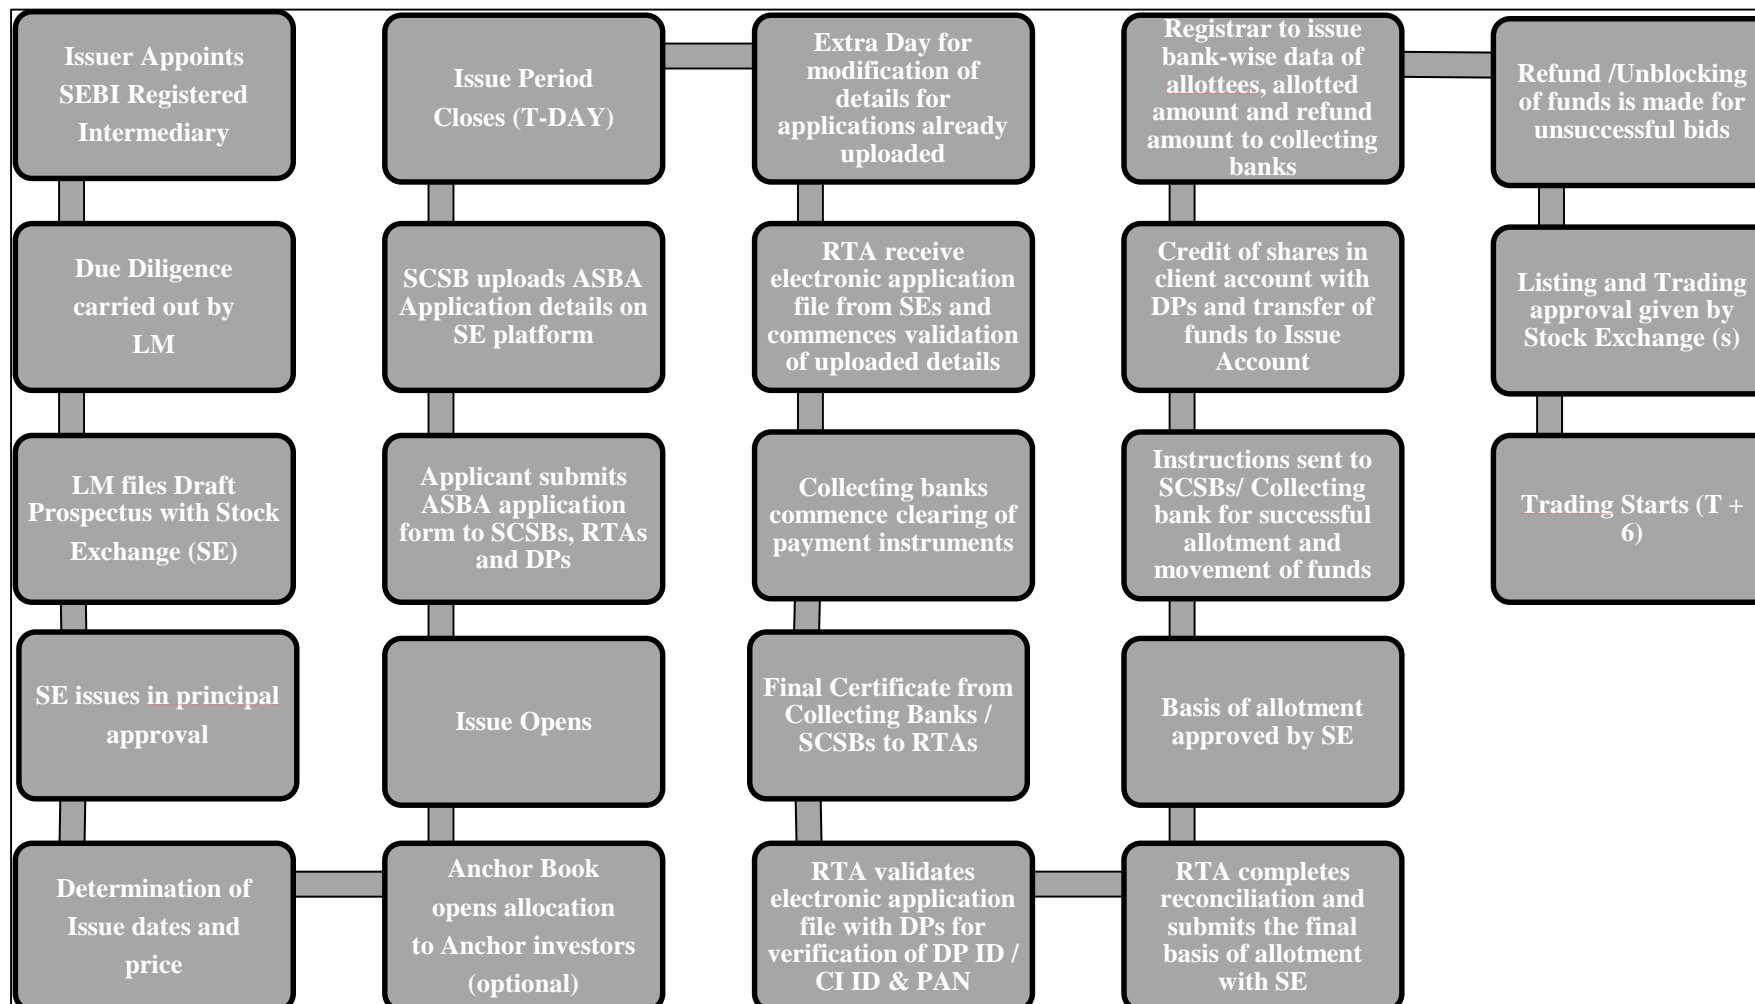 Issuer Appoints
SEBI Registered
Intermediary
Due Diligence
carried out by
LM
LM files Draft
Prospectus with Stock
Exchange (SE)
SE issues in principal
approval
Determination of
Issue dates and
price
Anchor Book
opens allocation
to Anchor investors
(optional)
Issue Opens
Applicant submits
ASBA application
form to SCSBs, RTAs
and DPs
SCSB uploads ASBA
Application details on
SE platform
Issue Period
Closes (T-DAY)
Extra Day for
modification of
details for
applications already
uploaded
RTA receive
electronic application
file from SEs and
commences validation
of uploaded details
Collecting banks
commence clearing of
payment instruments
Final Certificate from
Collecting Banks /
SCSBs to RTAs
RTA validates
electronic application
file with DPs for
verification of DP ID /
CI ID & PAN
RTA completes
reconciliation and
submits the final
basis of allotment
with SE
Basis of allotment
approved by SE
Instructions sent to
SCSBs/ Collecting
bank for successful
allotment and
movement of funds
Credit of shares in
client account with
DPs and transfer of
funds to Issue
Account
Registrar to issue
bank-wise data of
allottees, allotted
amount and refund
amount to collecting
banks
Refund /Unblocking
of funds is made for
unsuccessful bids
Listing and Trading
approval given by
Stock Exchange (s)
Trading Starts (T +
6)